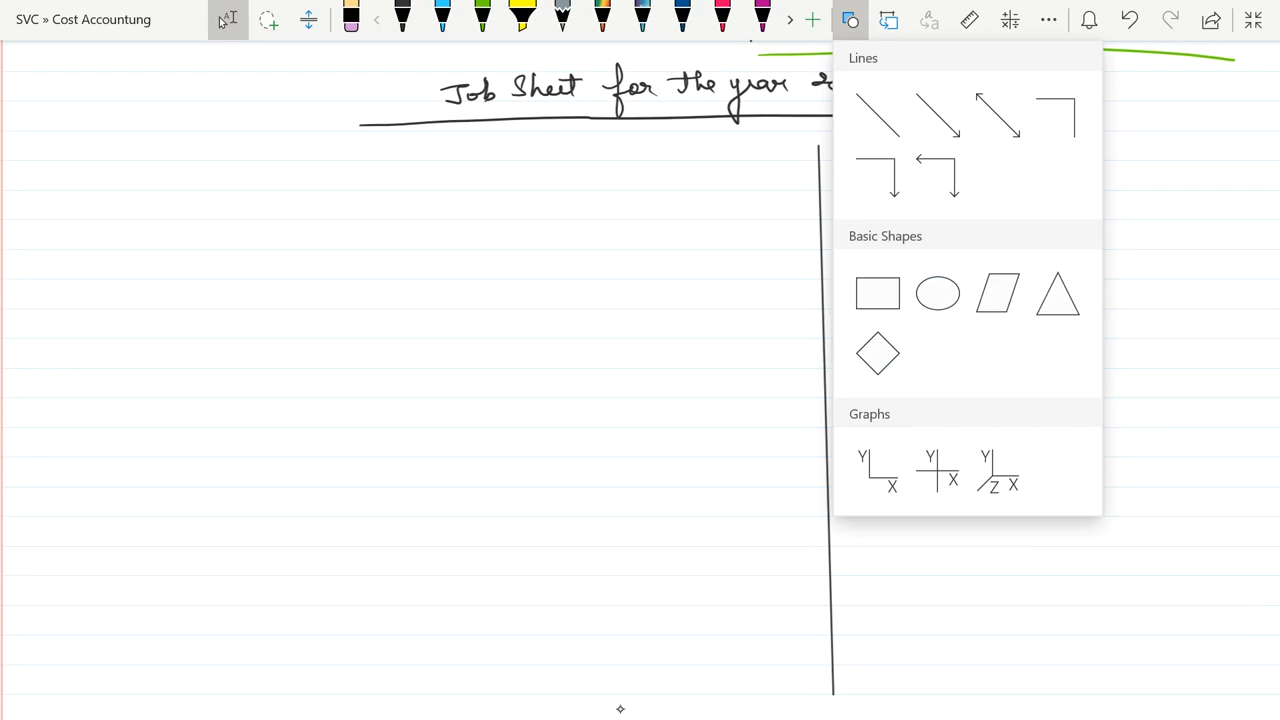 SVC » Cost Accountung
Lines
Job Sheet for the year
Basic Shapes
Graphs
Y X
Y X
Y Z X